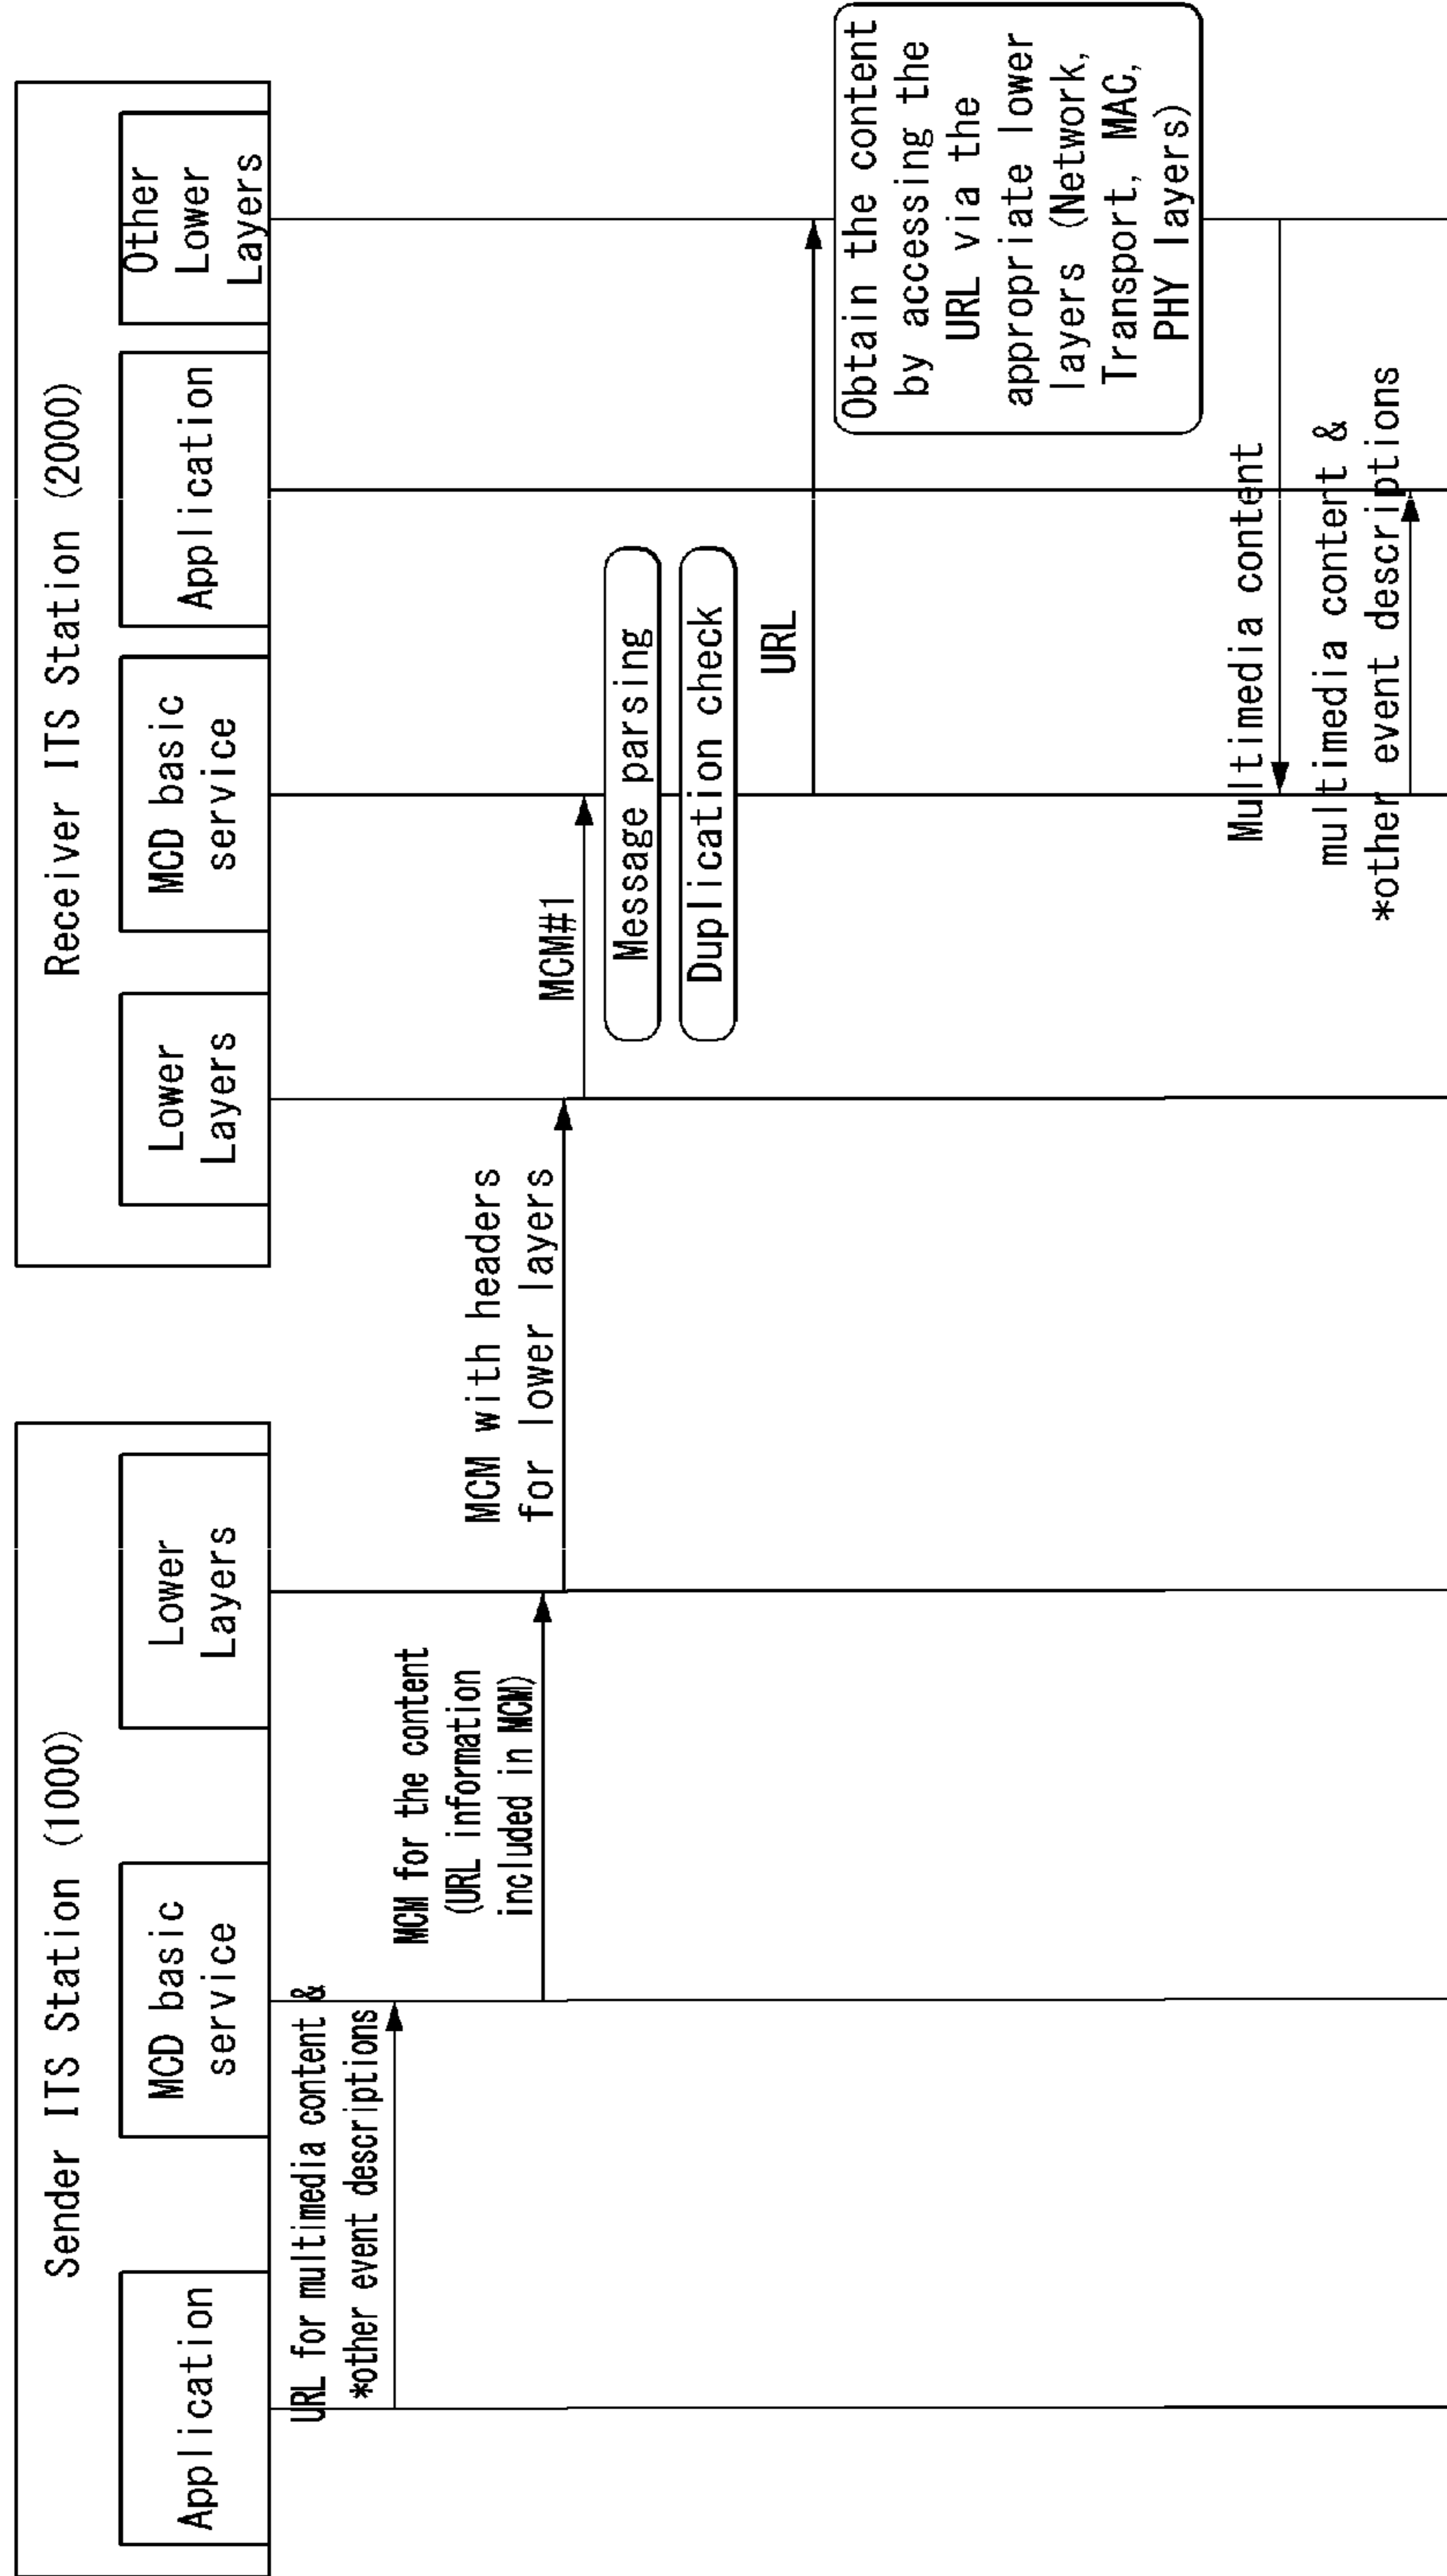 Sender ITS Station (1000)
Application
MCD basic
service
Lower
Layers
Receiver ITS Station (2000)
Lower
Layers
MCD basic
service
Application
Other
Lower
Layers
URL for multimedia content &
*other event descriptions
MCM for the content
(URL information
included in MCM)
MCM with headers
for lower layers
MCM#1
Message parsing
Duplication check
URL
Obtain the content
by accessing the
URL via the
appropriate lower
layers (Network,
Transport, MAC,
PHY layers)
Multimedia content
multimedia content &
*other event descriptions